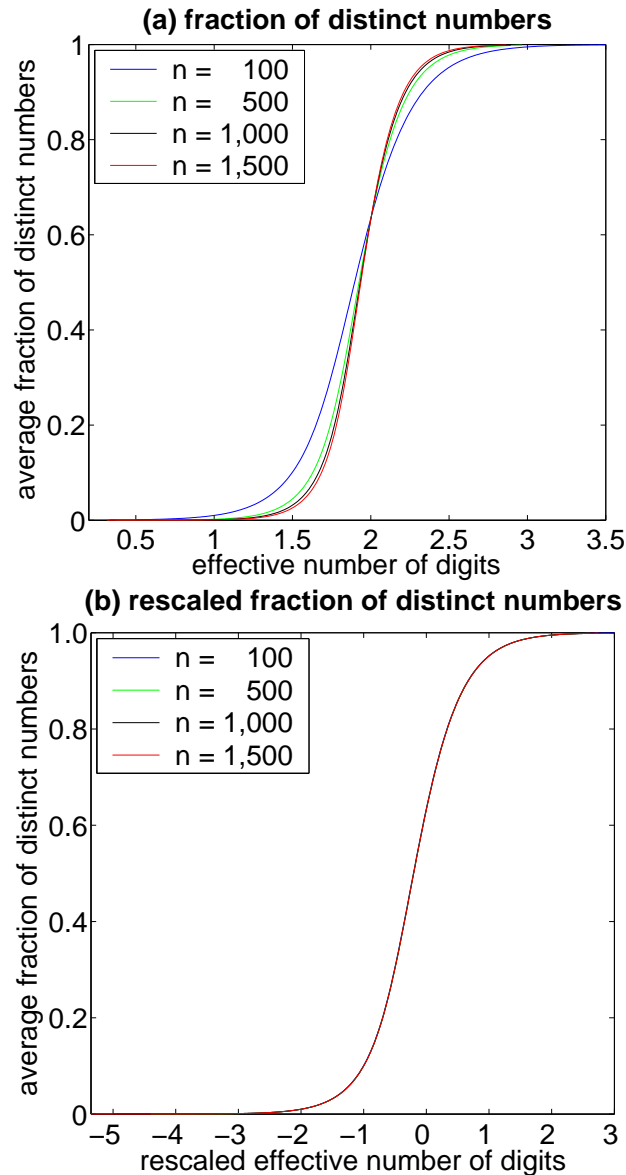 (a) fraction of distinct numbers
average fraction of distinct numbers
1
0.8
0.6
0.4
0.2
0
n = 100
n = 500
n = 1,000
n = 1,500
0.5 1 1.5 2 2.5 3 3.5
effective number of digits
(b) rescaled fraction of distinct numbers
average fraction of distinct numbers
1.0
0.8
0.6
0.4
0.2
0
n = 100
n = 500
n = 1,000
n = 1,500
−5 −4 −3 −2 −1 0 1 2 3
rescaled effective number of digits